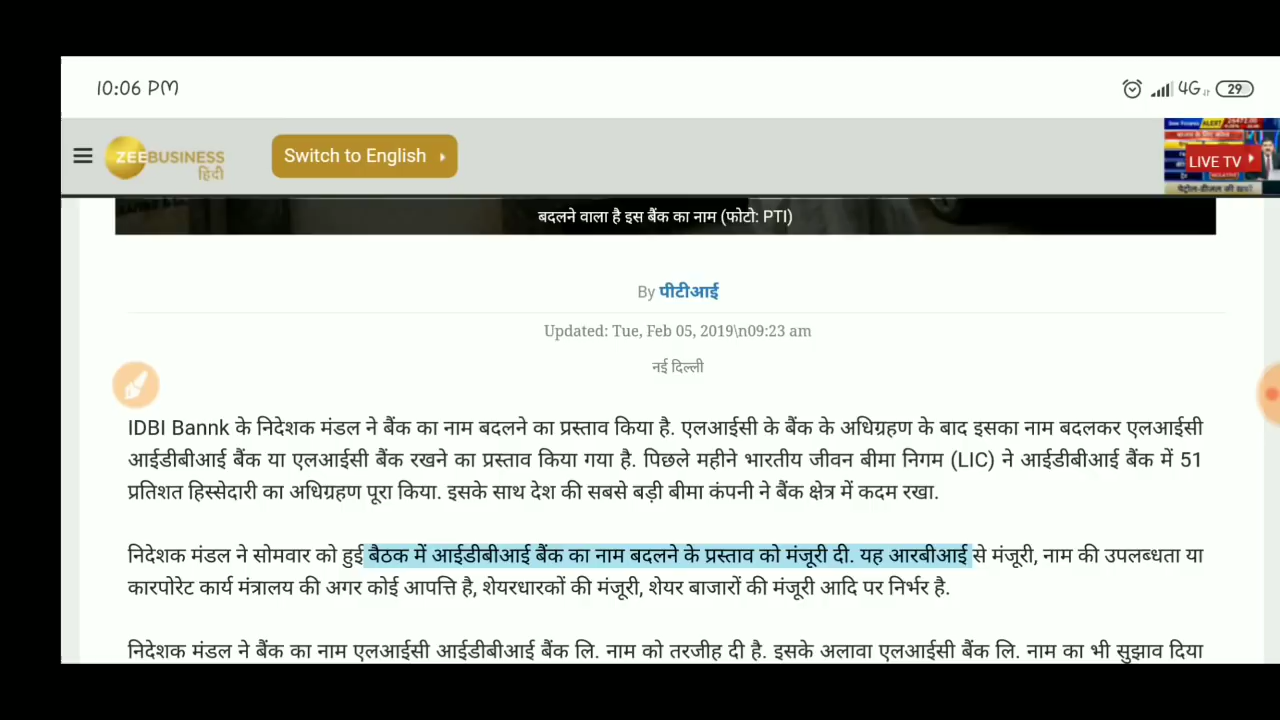 10:06 PM
4G
29
ZEEBUSINESS
हिंदी
Switch to English
LIVE TV
बदलने वाला है इस बैंक का नाम (फोटो: PTI)
By पीटीआई
Updated: Tue, Feb 05, 2019\n09:23 am
नई दिल्ली
IDBI Bannk के निदेशक मंडल ने बैंक का नाम बदलने का प्रस्ताव किया है. एलआईसी के बैंक के अधिग्रहण के बाद इसका नाम बदलकर एलआईसी
आईडीबीआई बैंक या एलआईसी बैंक रखने का प्रस्ताव किया गया है. पिछले महीने भारतीय जीवन बीमा निगम (LIC) ने आईडीबीआई बैंक में 51
प्रतिशत हिस्सेदारी का अधिग्रहण पूरा किया. इसके साथ देश की सबसे बड़ी बीमा कंपनी ने बैंक क्षेत्र में कदम रखा.
निदेशक मंडल ने सोमवार को हुई बैठक में आईडीबीआई बैंक का नाम बदलने के प्रस्ताव को मंजूरी दी. यह आरबीआई से मंजूरी, नाम की उपलब्धता या
कारपोरेट कार्य मंत्रालय की अगर कोई आपत्ति है, शेयरधारकों की मंजूरी, शेयर बाजारों की मंजूरी आदि पर निर्भर है.
निदेशक मंडल ने बैंक का नाम एलआईसी आईडीबीआई बैंक लि. नाम को तरजीह दी है. इसके अलावा एलआईसी बैंक लि. नाम का भी सुझाव दिया